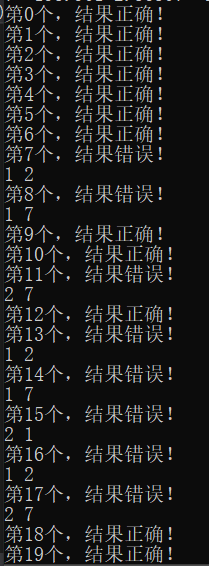 第0个，结果正确！
第1个，结果正确！
第2个，结果正确！
第3个，结果正确！
第4个，结果正确！
第5个，结果正确！
第6个，结果正确！
第7个，结果错误！
1 2
第8个，结果错误！
1 7
第9个，结果正确！
第10个，结果正确！
第11个，结果错误！
2 7
第12个，结果正确！
第13个，结果错误！
1 2
第14个，结果错误！
1 7
第15个，结果错误！
2 1
第16个，结果错误！
1 2
第17个，结果错误！
2 7
第18个，结果正确！
第19个，结果正确！